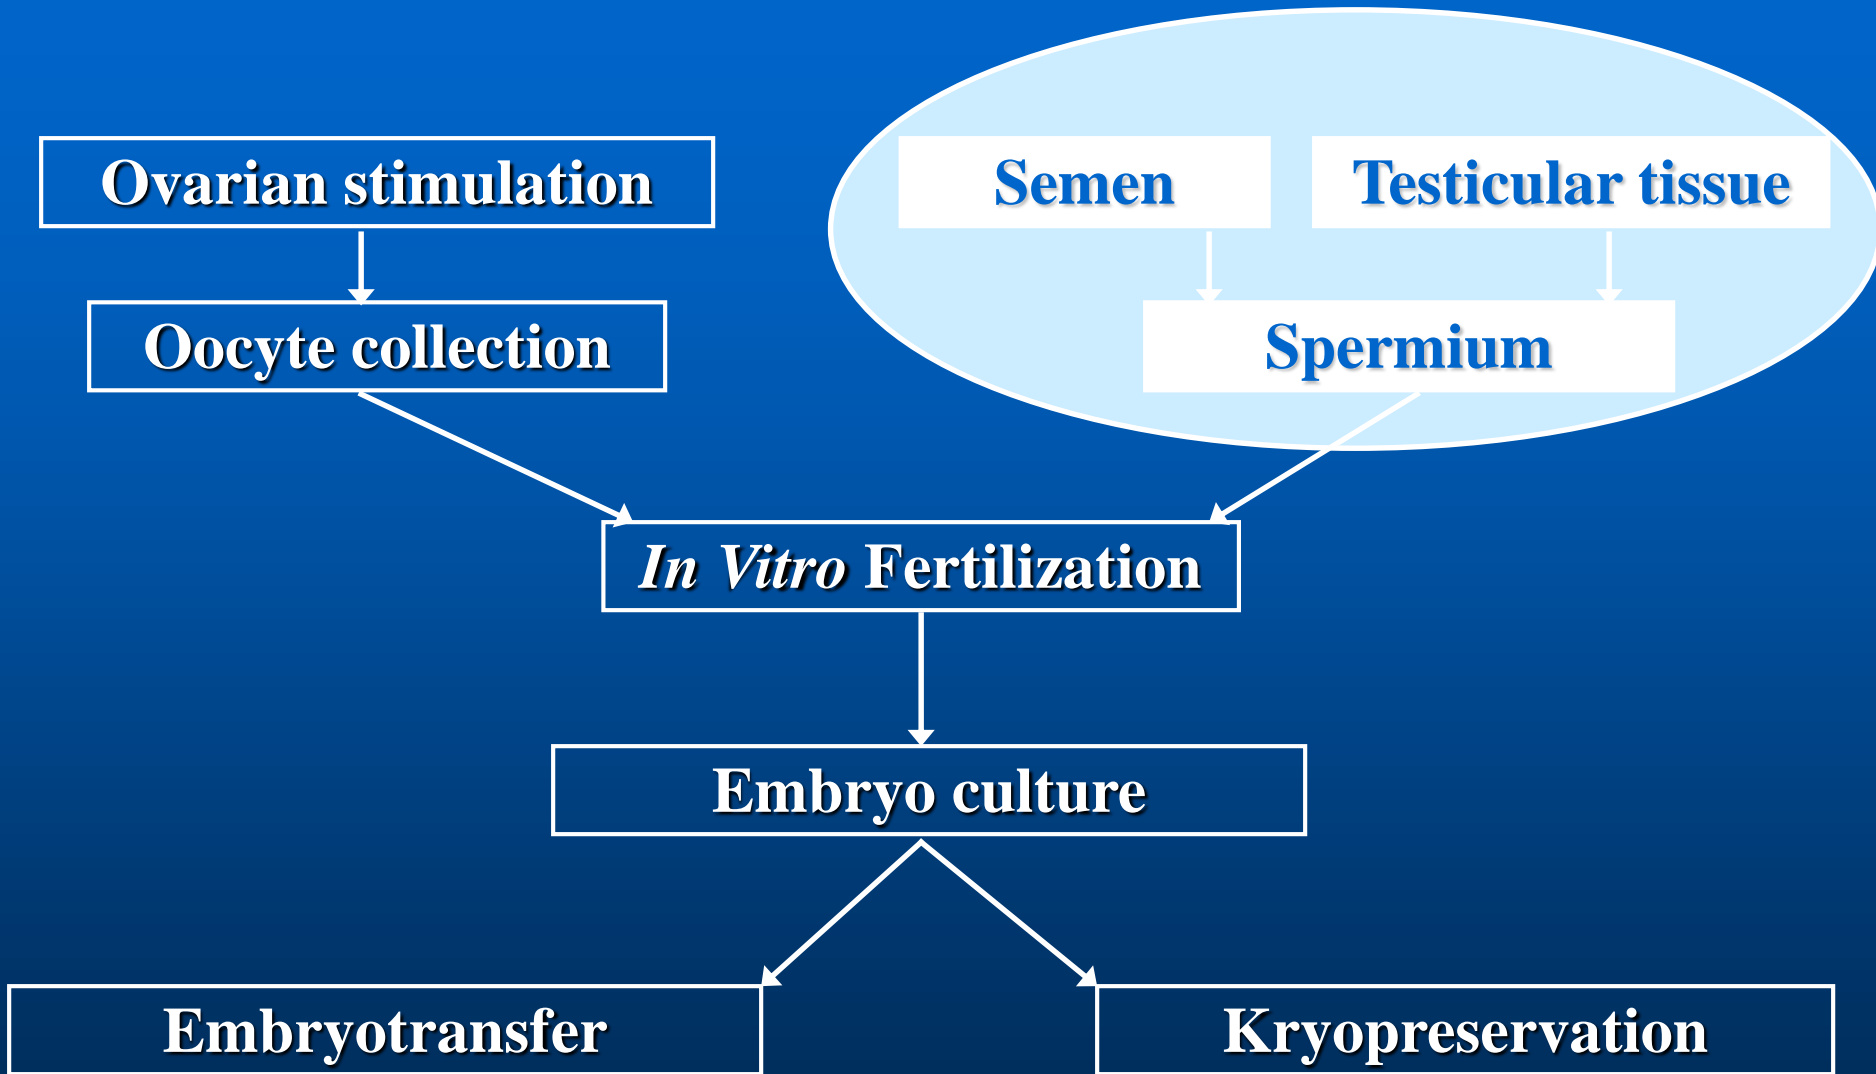 Ovarian stimulation
Semen
Testicular tissue
Oocyte collection
Spermium
In Vitro Fertilization
Embryo culture
Embryotransfer
Kryopreservation